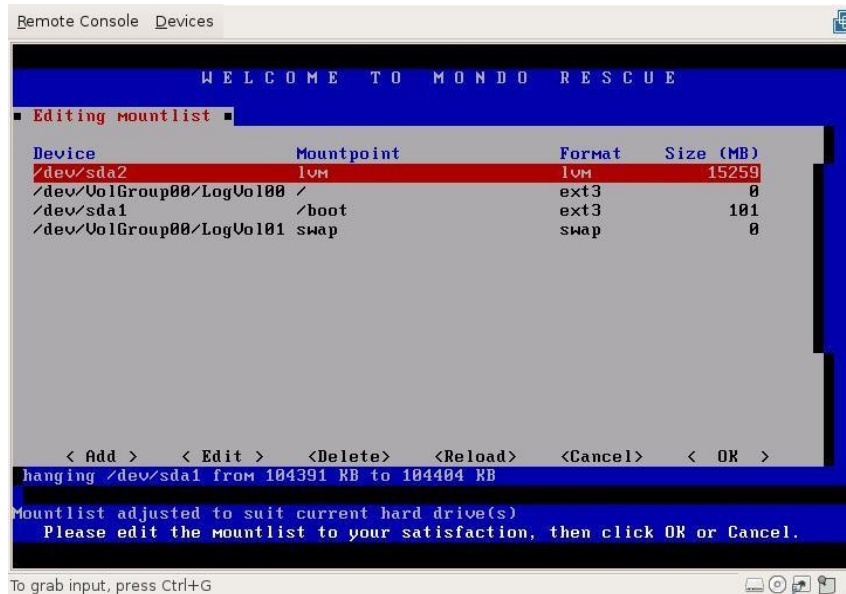 Remote Console Devices
WELCOME TO MONDO RESCUE
Editing mountlist
Device Mountpoint Format Size (MB)
/dev/sda2 lvm lvm 15259
/dev/VolGroup00/LogVol00 / ext3 0
/dev/sda1 /boot ext3 101
/dev/VolGroup00/LogVol01 swap swap 0
< Add > < Edit > <Delete> <Reload> <Cancel> < OK >
hanging /dev/sda1 from 104391 KB to 104404 KB
Mountlist adjusted to suit current hard drive(s)
Please edit the mountlist to your satisfaction, then click OK or Cancel.
To grab input, press Ctrl+G